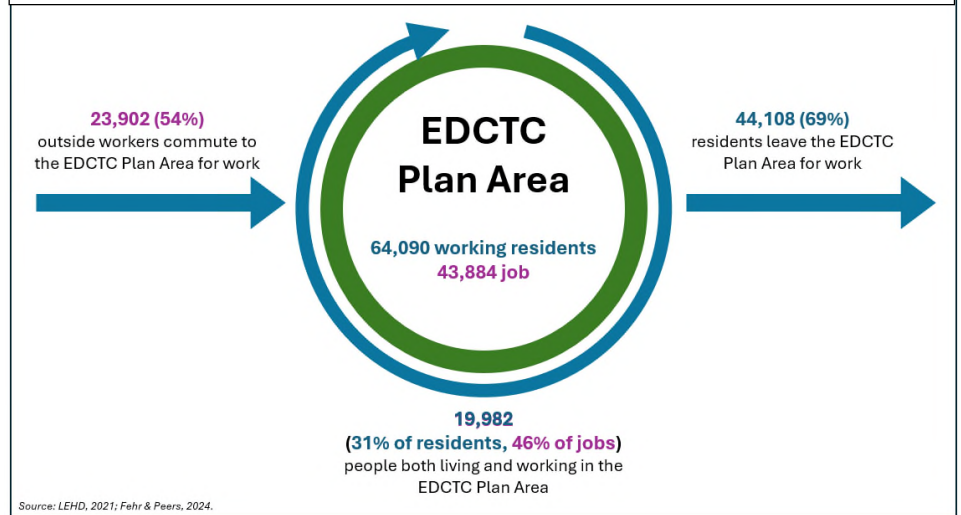 23,902 (54%)
outside workers commute to
the EDCTC Plan Area for work
EDCTC
Plan Area
64,090 working residents
43,884 job
44,108 (69%)
residents leave the EDCTC
Plan Area for work
19,982
(31% of residents, 46% of jobs)
people both living and working in the
EDCTC Plan Area
Source: LEHD, 2021; Fehr & Peers, 2024.